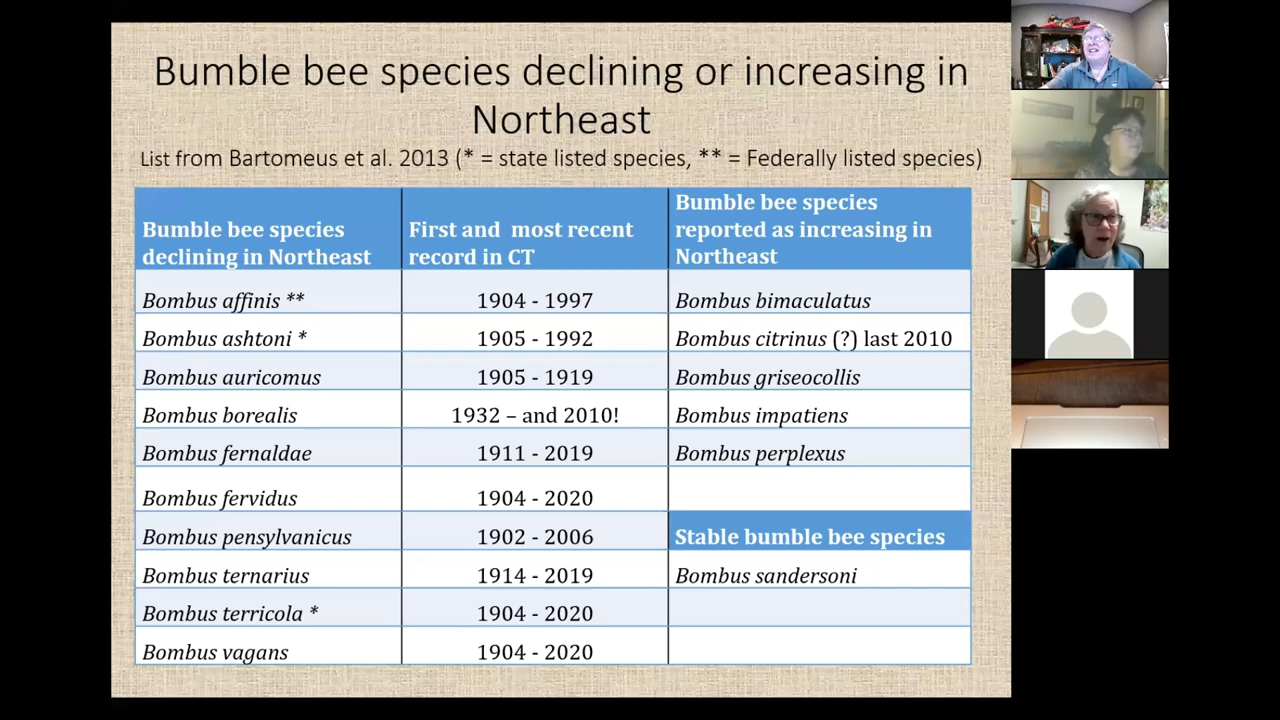 Bumble bee species declining or increasing in
Northeast
List from Bartomeus et al. 2013 (* = state listed species, ** = Federally listed species)
Bumble bee species
declining in Northeast
First and most recent
record in CT
Bumble bee species
reported as increasing in
Northeast
Bombus affinis **
1904 - 1997
Bombus bimaculatus
Bombus ashtoni *
1905 - 1992
Bombus citrinus (?) last 2010
Bombus auricomus
1905 - 1919
Bombus griseocollis
Bombus borealis
1932 – and 2010!
Bombus impatiens
Bombus fernaldae
1911 - 2019
Bombus perplexus
Bombus fervidus
1904 - 2020
Bombus pensylvanicus
1902 - 2006
Stable bumble bee species
Bombus ternarius
1914 - 2019
Bombus sandersoni
Bombus terricola *
1904 - 2020
Bombus vagans
1904 - 2020